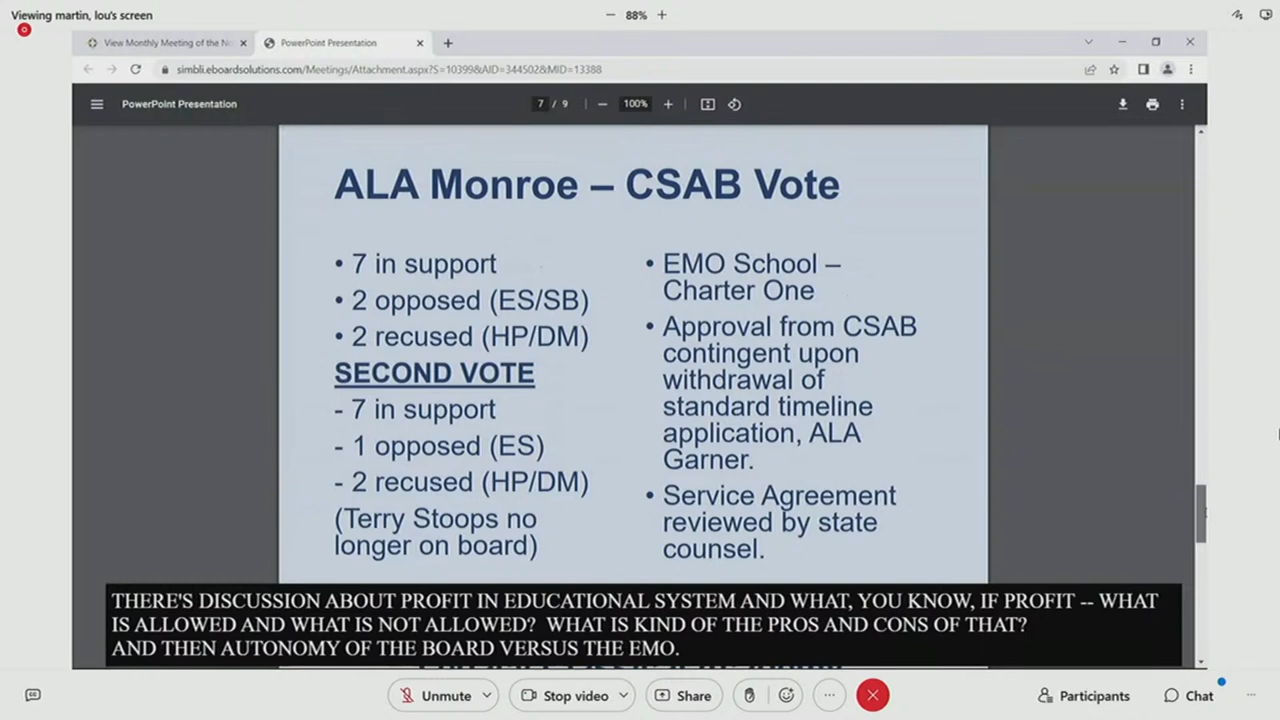 Viewing martin, lou's screen
88%
View Monthly Meeting of the
PowerPoint Presentation
simbli.eboardsolutions.com/Meetings/Attachment.aspx?S=10399&AID=344502&MID=13388
PowerPoint Presentation
7 / 9
100%
ALA Monroe – CSAB Vote
• 7 in support
• 2 opposed (ES/SB)
• 2 recused (HP/DM)
SECOND VOTE
- 7 in support
- 1 opposed (ES)
- 2 recused (HP/DM)
(Terry Stoops no
longer on board)
• EMO School –
Charter One
• Approval from CSAB
contingent upon
withdrawal of
standard timeline
application, ALA
Garner.
• Service Agreement
reviewed by state
counsel.
THERE'S DISCUSSION ABOUT PROFIT IN EDUCATIONAL SYSTEM AND WHAT, YOU KNOW, IF PROFIT -- WHAT
IS ALLOWED AND WHAT IS NOT ALLOWED? WHAT IS KIND OF THE PROS AND CONS OF THAT?
AND THEN AUTONOMY OF THE BOARD VERSUS THE EMO.
Unmute
Stop video
Share
Participants
Chat